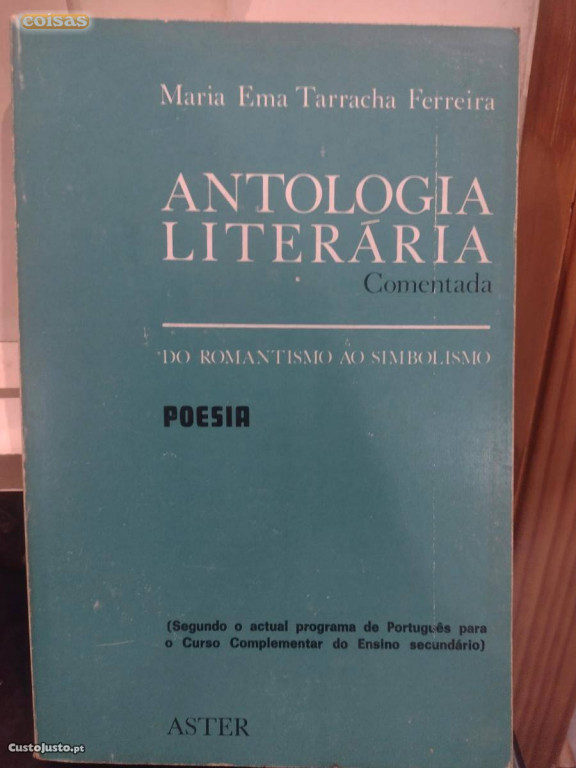 coisas
Maria Ema Tarracha Ferreira
ANTOLOGIA
LITERÁRIA
Comentada
DO ROMANTISMO AO SIMBOLISMO
POESIA
(Segundo o actual programa de Português para
o Curso Complementar do Ensino secundário)
ASTER
CustoJusto.pt